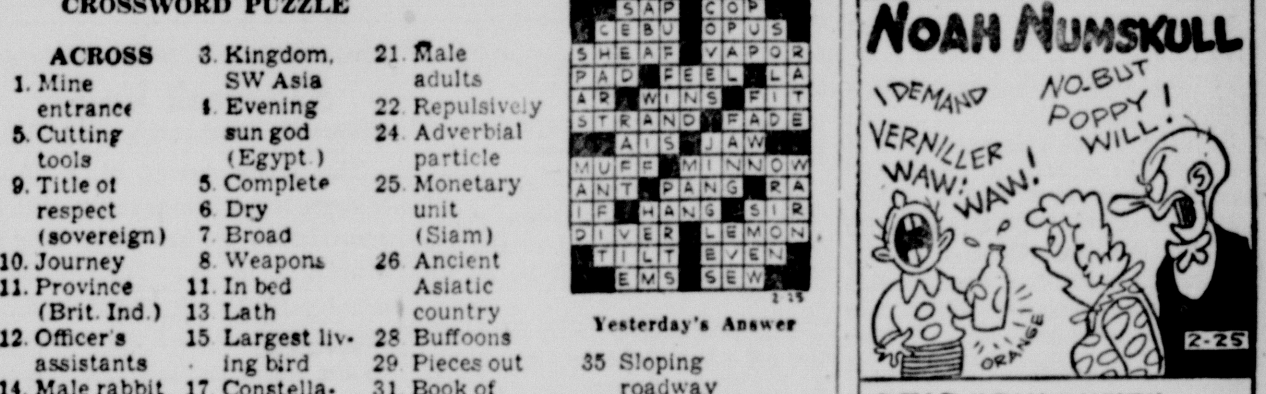 CROSSWORD PUZZLE
ACROSS
1. Mine
entrance
5. Cutting
tools
9. Title of
respect
(sovereign)
10. Journey
11. Province
(Brit. Ind.)
12. Officer's
assistants
14. Male rabbit
3. Kingdom,
SW Asia
4. Evening
sun god
(Egypt.)
5. Complete
6. Dry
7. Broad
8. Weapons
11. In bed
13. Lath
15. Largest liv-
ing bird
17. Constella-
21. Male
adults
22. Repulsively
24. Adverbial
particle
25. Monetary
unit
(Siam)
26. Ancient
Asiatic
country
28. Buffoons
29. Pieces out
31. Book of
SAP COP
CEBU OPUS
SHEAF VAPOR
PAD FEEL LA
AR WINS FIT
STRAND FADE
AIS JAW
MUFF MINNOW
ANT PANG RA
IF HANG SIR
DIVER LEMON
TILT EVEN
EMS SEW
2-25
Yesterday's Answer
35 Sloping
roadway
NOAH NUMSKULL
I DEMAND
VERNILLER
WAW!
WAW!
NO. BUT
POPPY
WILL!
ORANGE
2-25